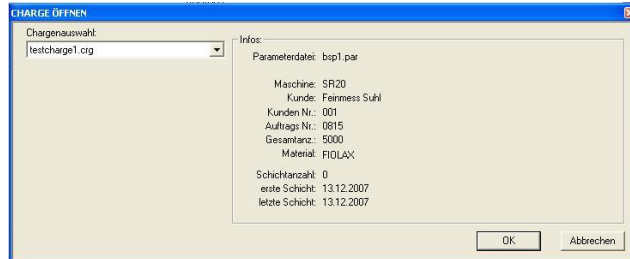 CHARGE ÖFFNEN
Chargenauswahl:
testcharge1.crg
Infos:
Parameterdatei: bsp1.par
Maschine: SR20
Kunde: Feinmess Suhl
Kunden Nr.: 001
Auftrags Nr.: 0815
Gesamtanz.: 5000
Material: FIOLAX
Schichtanzahl: 0
erste Schicht: 13.12.2007
letzte Schicht: 13.12.2007
OK
Abbrechen